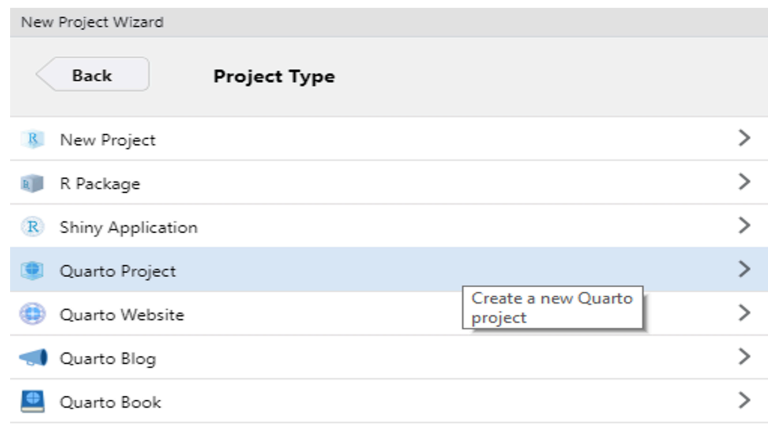 New Project Wizard
Back
Project Type
R New Project
R R Package
R Shiny Application
Quarto Project
Create a new Quarto
project
Quarto Website
Quarto Blog
Quarto Book